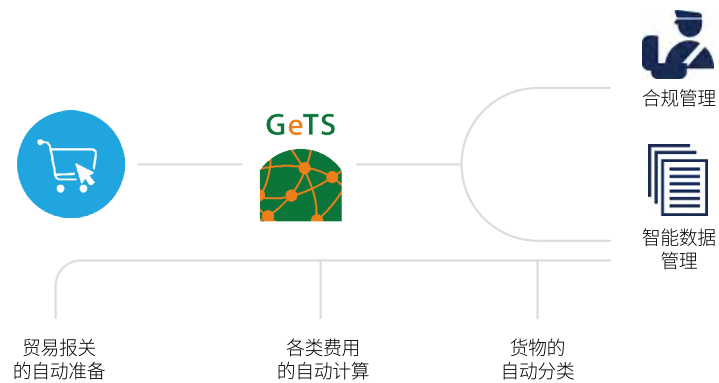 GeTS
合规管理
智能数据
管理
贸易报关
的自动准备
各类费用
的自动计算
货物的
自动分类